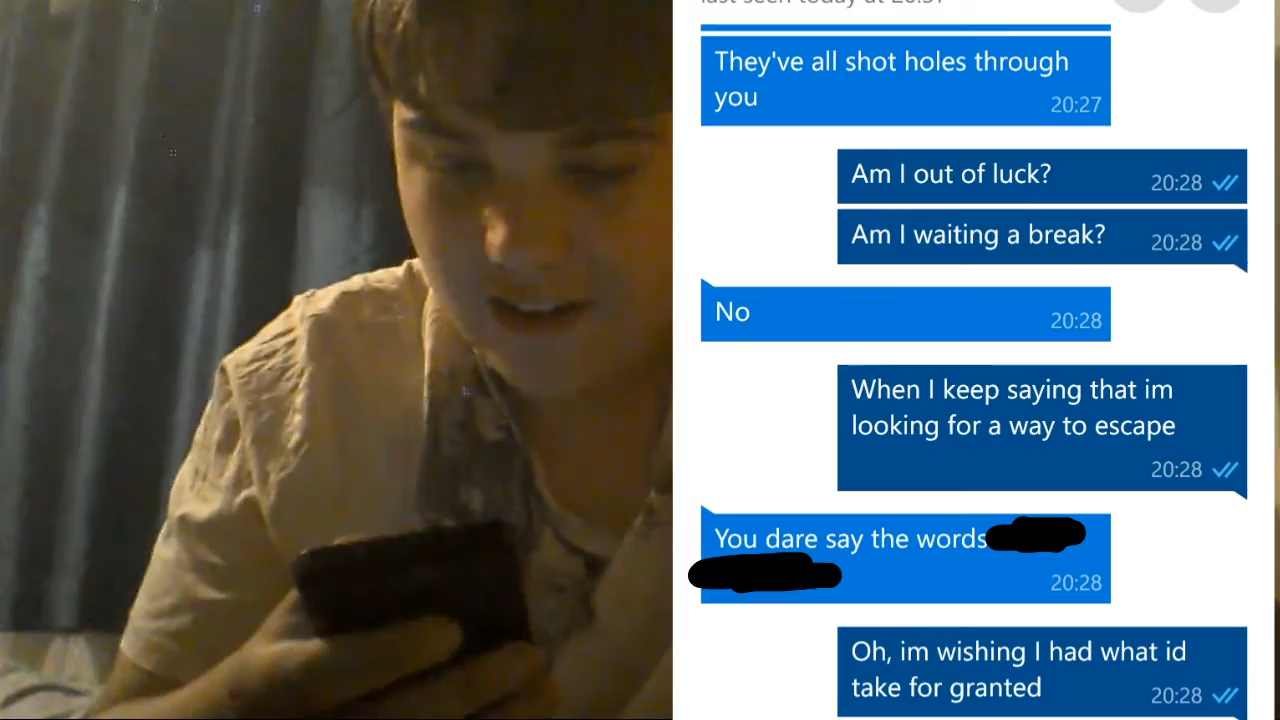 They've all shot holes through
you
20:27
Am I out of luck?
20:28
Am I waiting a break?
20:28
No
20:28
When I keep saying that im
looking for a way to escape
20:28
You dare say the words
20:28
Oh, im wishing I had what id
take for granted
20:28